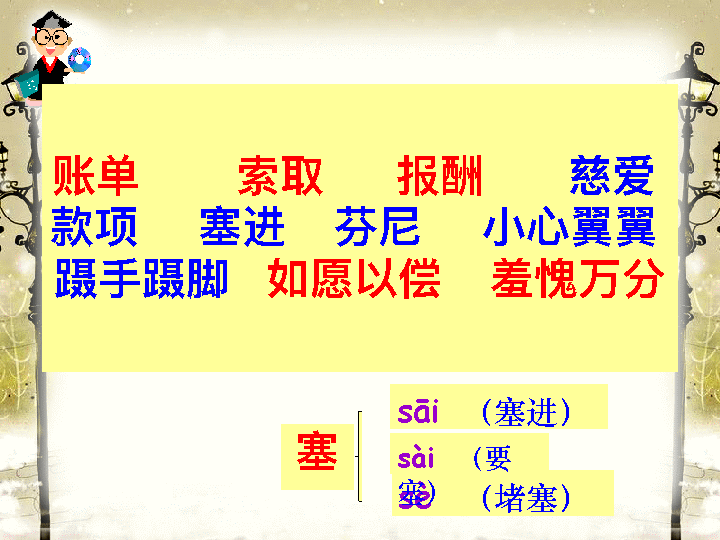 账单 索取 报酬 慈爱
款项 塞进 芬尼 小心翼翼
蹑手蹑脚 如愿以偿 羞愧万分
塞
sāi （塞进）
sài （要
塞）
sè （堵塞）